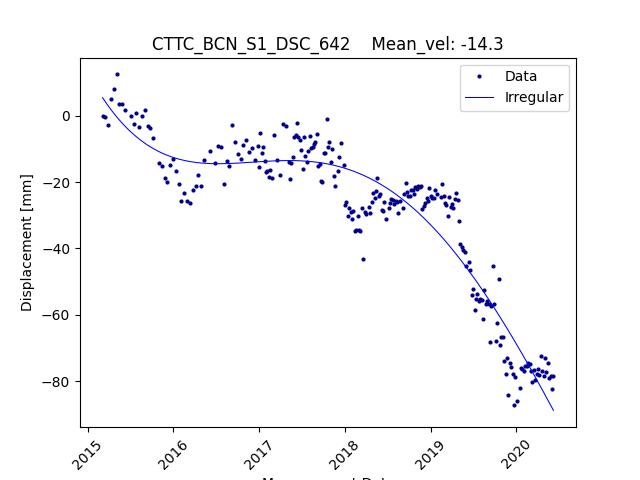 CTTC_BCN_S1_DSC_642    Mean_vel: -14.3
Data
Irregular
Displacement [mm]
0
−20
−40
−60
−80
2015
2016
2017
2018
2019
2020